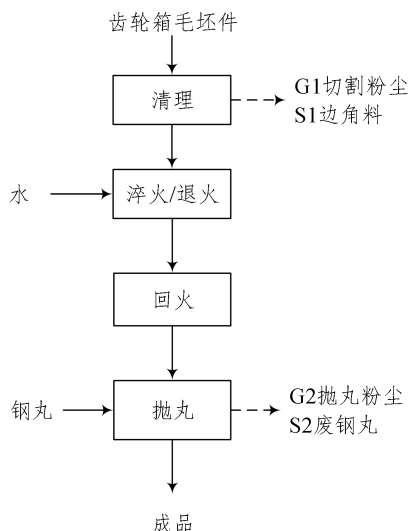 齿轮箱毛坯件
清理
G1切割粉尘
S1边角料
水
淬火/退火
回火
钢丸
抛丸
G2抛丸粉尘
S2废钢丸
成品